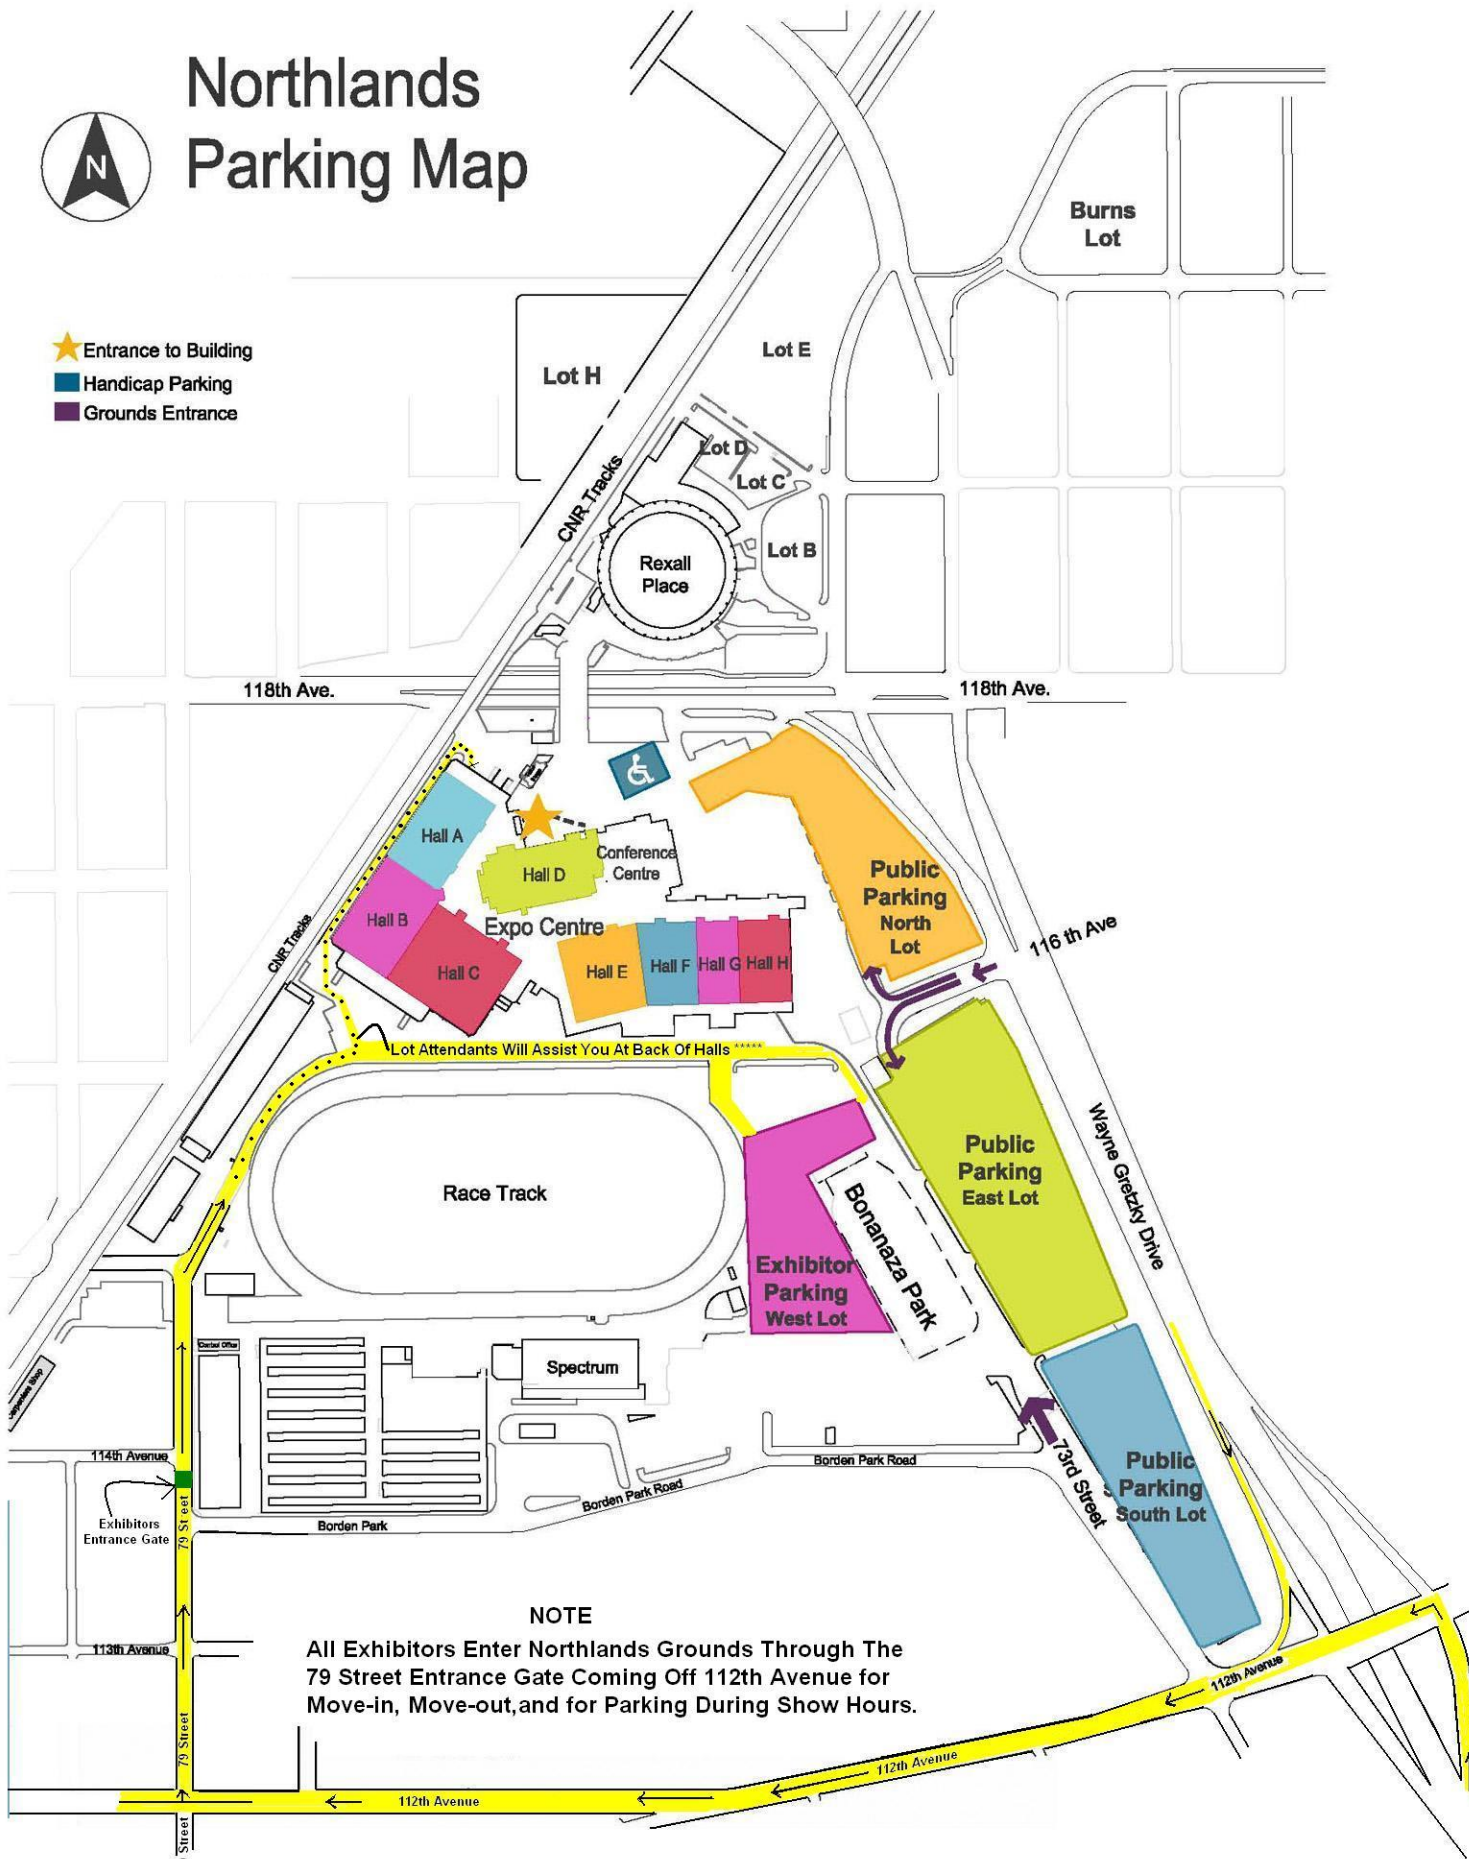 Northlands
Parking Map
N
Entrance to Building
Handicap Parking
Grounds Entrance
Burns
Lot
Lot E
Lot H
Lot D
Lot C
CNR Tracks
Lot B
Rexall
Place
118th Ave.
118th Ave.
Hall A
Hall D
Conference
Centre
Hall B
Expo Centre
Hall C
Hall E
Hall F
Hall G
Hall H
Public
Parking
North
Lot
CNR Tracks
116 th Ave
Lot Attendants Will Assist You At Back Of Halls *****
Public
Parking
East Lot
Wayne Gretzky Drive
Race Track
Bonanaza Park
Exhibitor
Parking
West Lot
Control Office
Spectrum
114th Avenue
Exhibitors
Entrance Gate
79 Street
Borden Park
Borden Park Road
Borden Park Road
73rd Street
Public
Parking
South Lot
NOTE
All Exhibitors Enter Northlands Grounds Through The
79 Street Entrance Gate Coming Off 112th Avenue for
Move-in, Move-out,and for Parking During Show Hours.
113th Avenue
79 Street
112th Avenue
112th Avenue
112th Avenue
Street